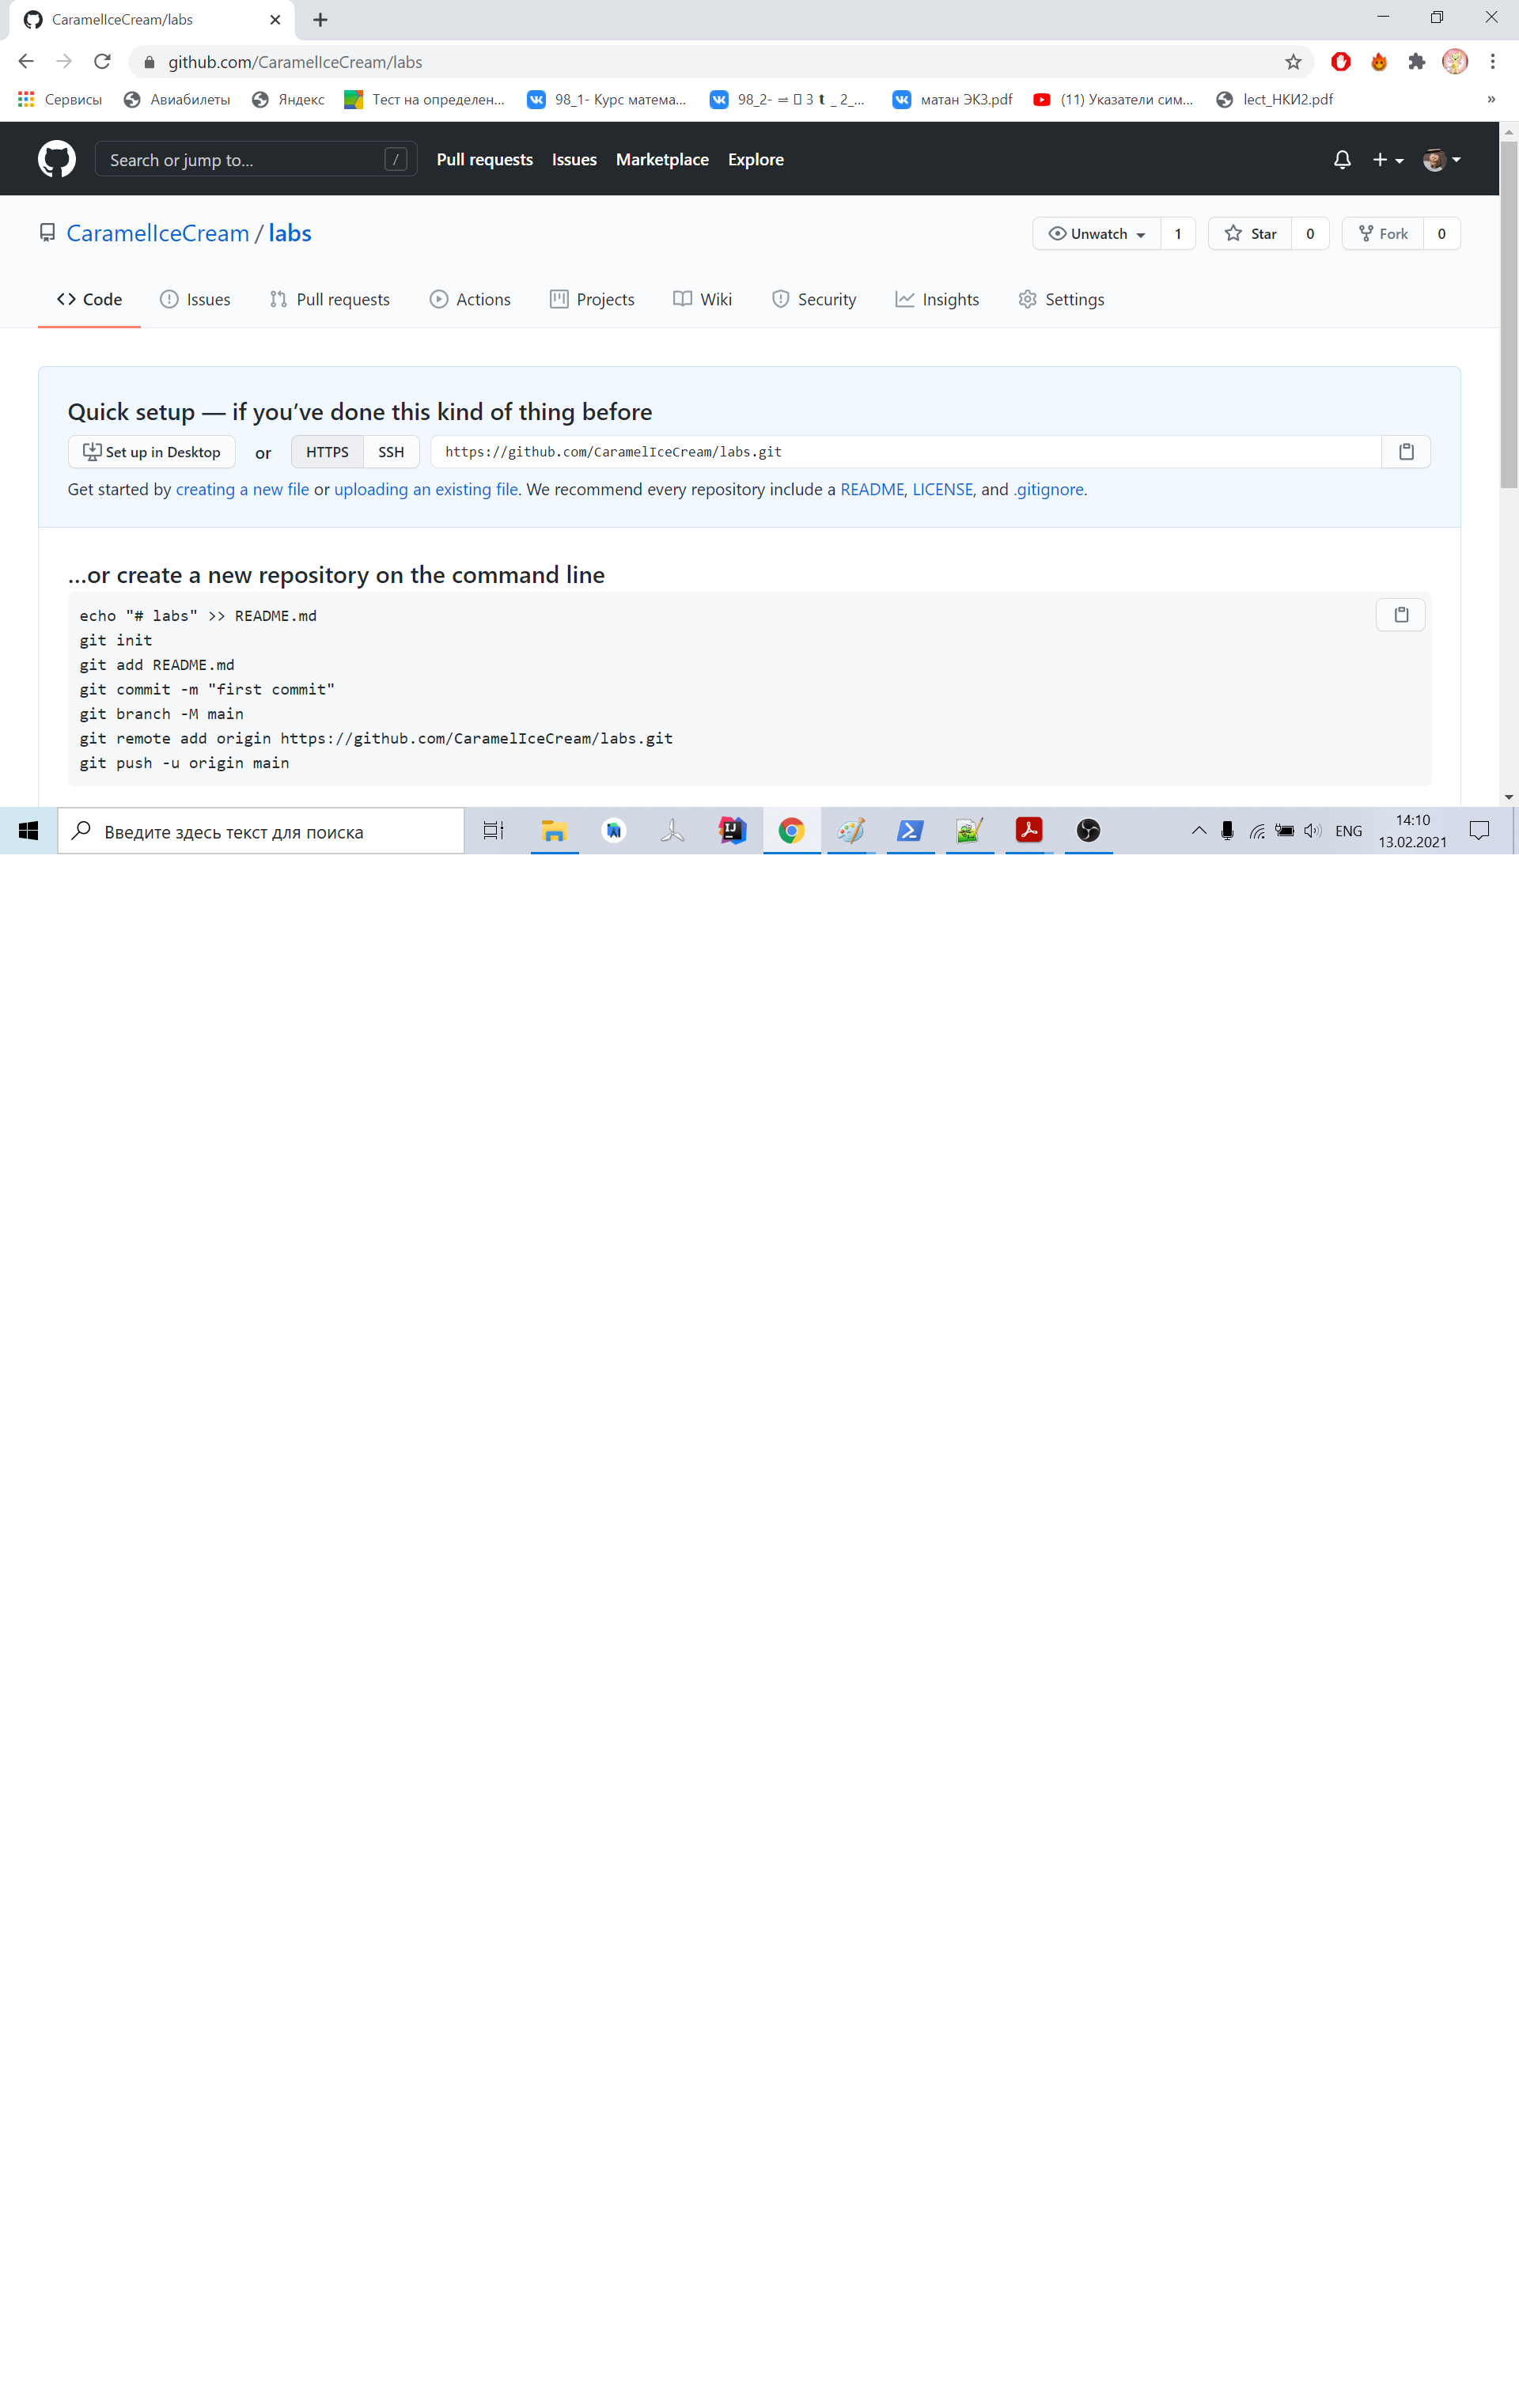 CaramelIceCream/labs
github.com/CaramelIceCream/labs
Сервисы Авиабилеты Яндекс Тест на определен... 98_1- Курс матема... 98_2- = 3 t _ 2_... матан ЭКЗ.pdf (11) Указатели сим... lect_НКИ2.pdf »
Search or jump to... / Pull requests Issues Marketplace Explore
CaramelIceCream / labs Unwatch 1 Star 0 Fork 0
Code Issues Pull requests Actions Projects Wiki Security Insights Settings
Quick setup — if you’ve done this kind of thing before
Set up in Desktop or HTTPS SSH https://github.com/CaramelIceCream/labs.git
Get started by creating a new file or uploading an existing file. We recommend every repository include a README, LICENSE, and .gitignore.
…or create a new repository on the command line
echo "# labs" >> README.md
git init
git add README.md
git commit -m "first commit"
git branch -M main
git remote add origin https://github.com/CaramelIceCream/labs.git
git push -u origin main
Введите здесь текст для поиска ENG 14:10
13.02.2021